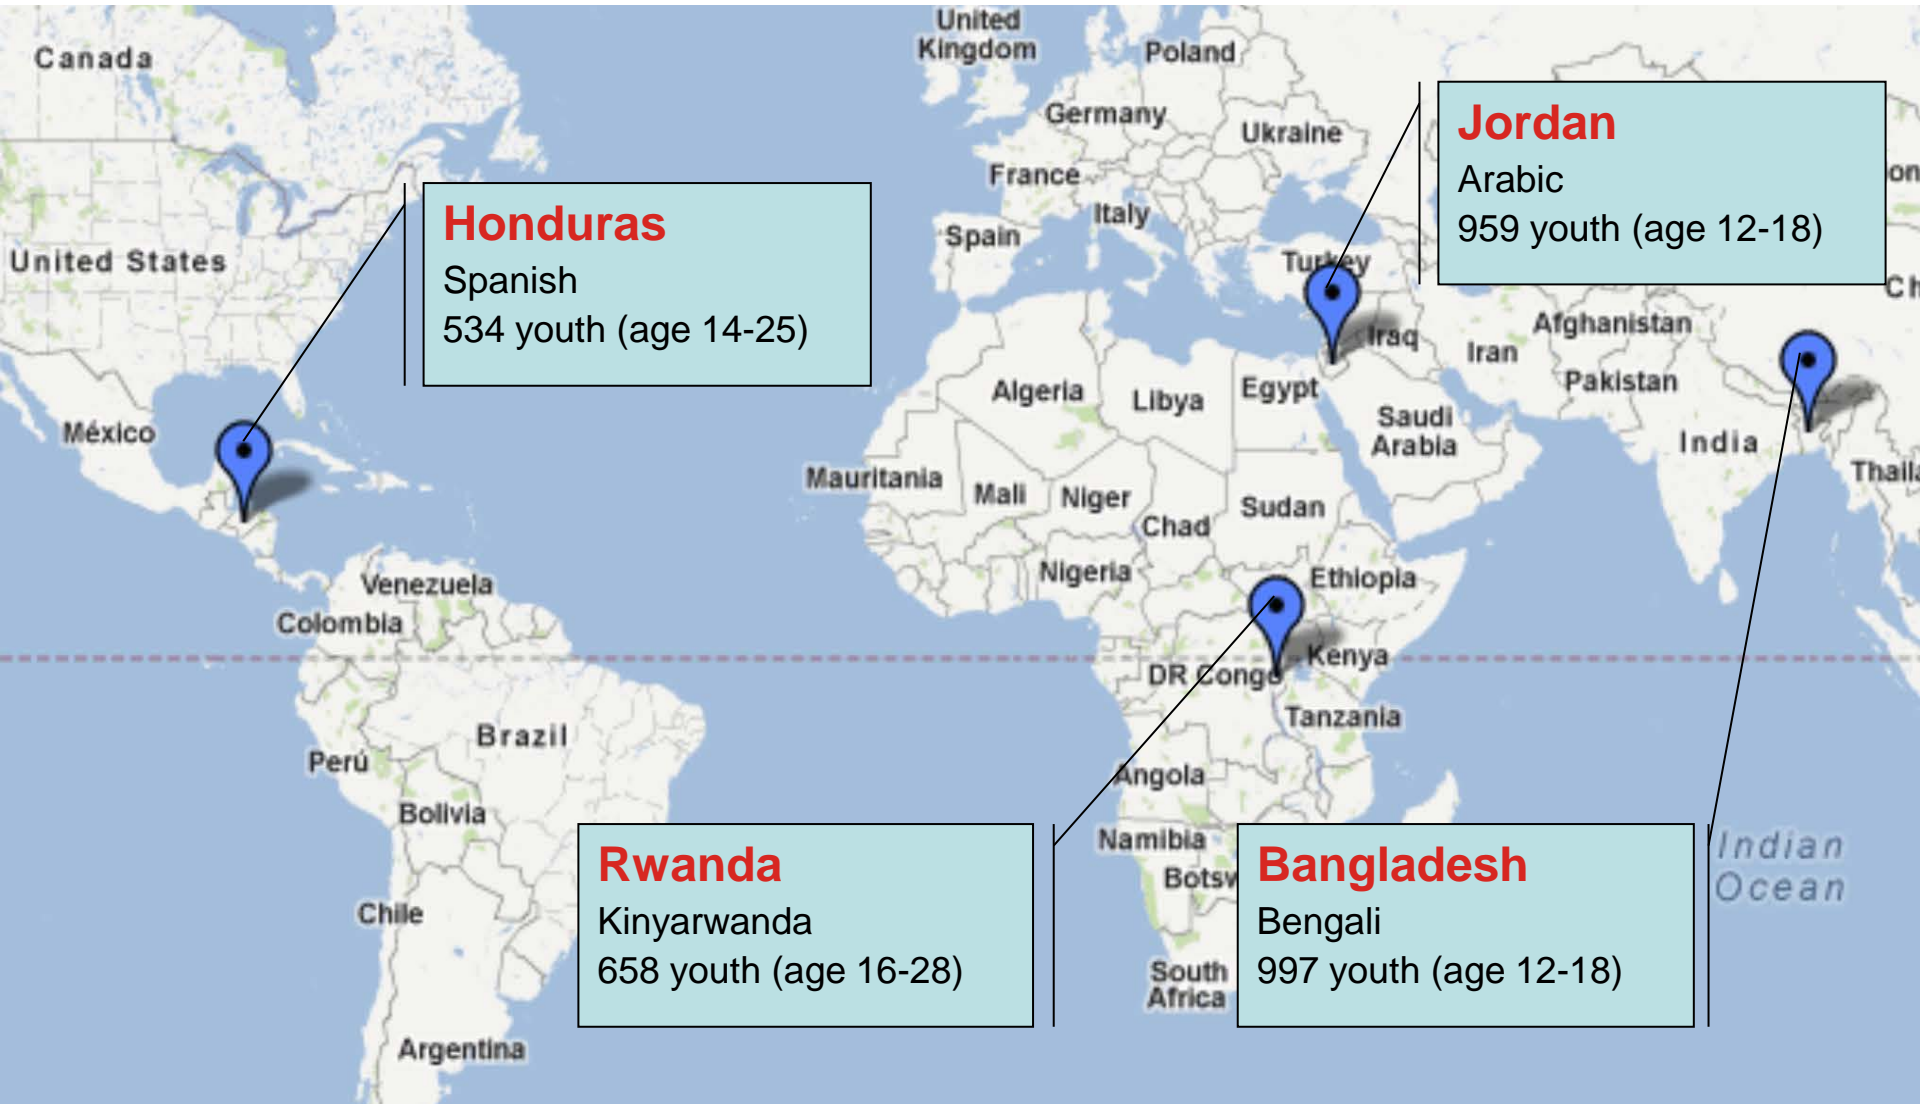 United
Kingdom
Canada
Poland
Germany
Ukraine
France
Italy
Spain
Turkey
United States
México
Jordan
Arabic
959 youth (age 12-18)
Honduras
Spanish
534 youth (age 14-25)
Iraq
Iran
Afghanistan
Pakistan
Algeria
Libya
Egypt
Saudi
Arabia
India
Mauritania
Mali
Niger
Chad
Sudan
Nigeria
Ethiopia
Venezuela
Colombia
DR Congo
Kenya
Tanzania
Brazil
Perú
Angola
Bolivia
Namibia
Chile
South
Africa
Argentina
Rwanda
Kinyarwanda
658 youth (age 16-28)
Bangladesh
Bengali
997 youth (age 12-18)
Indian
Ocean